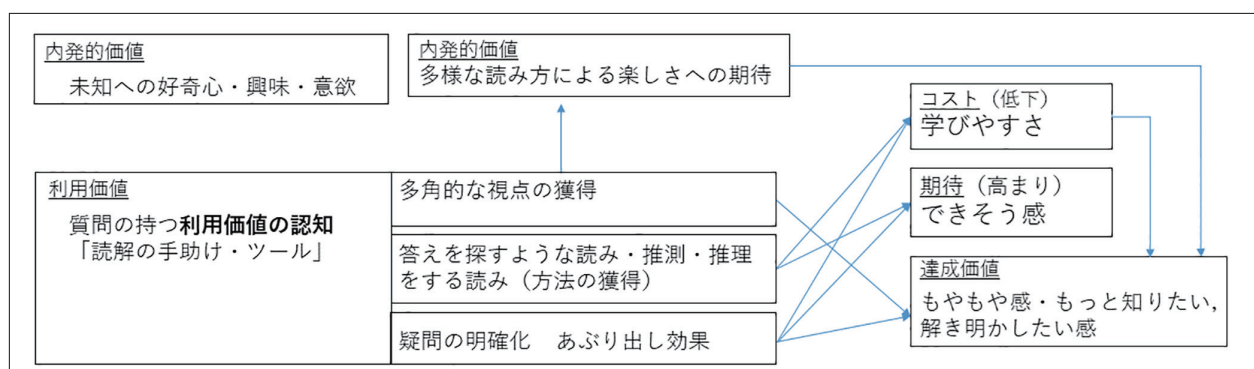 内発的価値
未知への好奇心・興味・意欲
内発的価値
多様な読み方による楽しさへの期待
コスト（低下）
学びやすさ
期待（高まり）
できそう感
達成価値
もやもや感・もっと知りたい,
解き明かしたい感
利用価値
質問の持つ利用価値の認知
「読解の手助け・ツール」
多角的な視点の獲得
答えを探すような読み・推測・推理
をする読み（方法の獲得）
疑問の明確化　あぶり出し効果